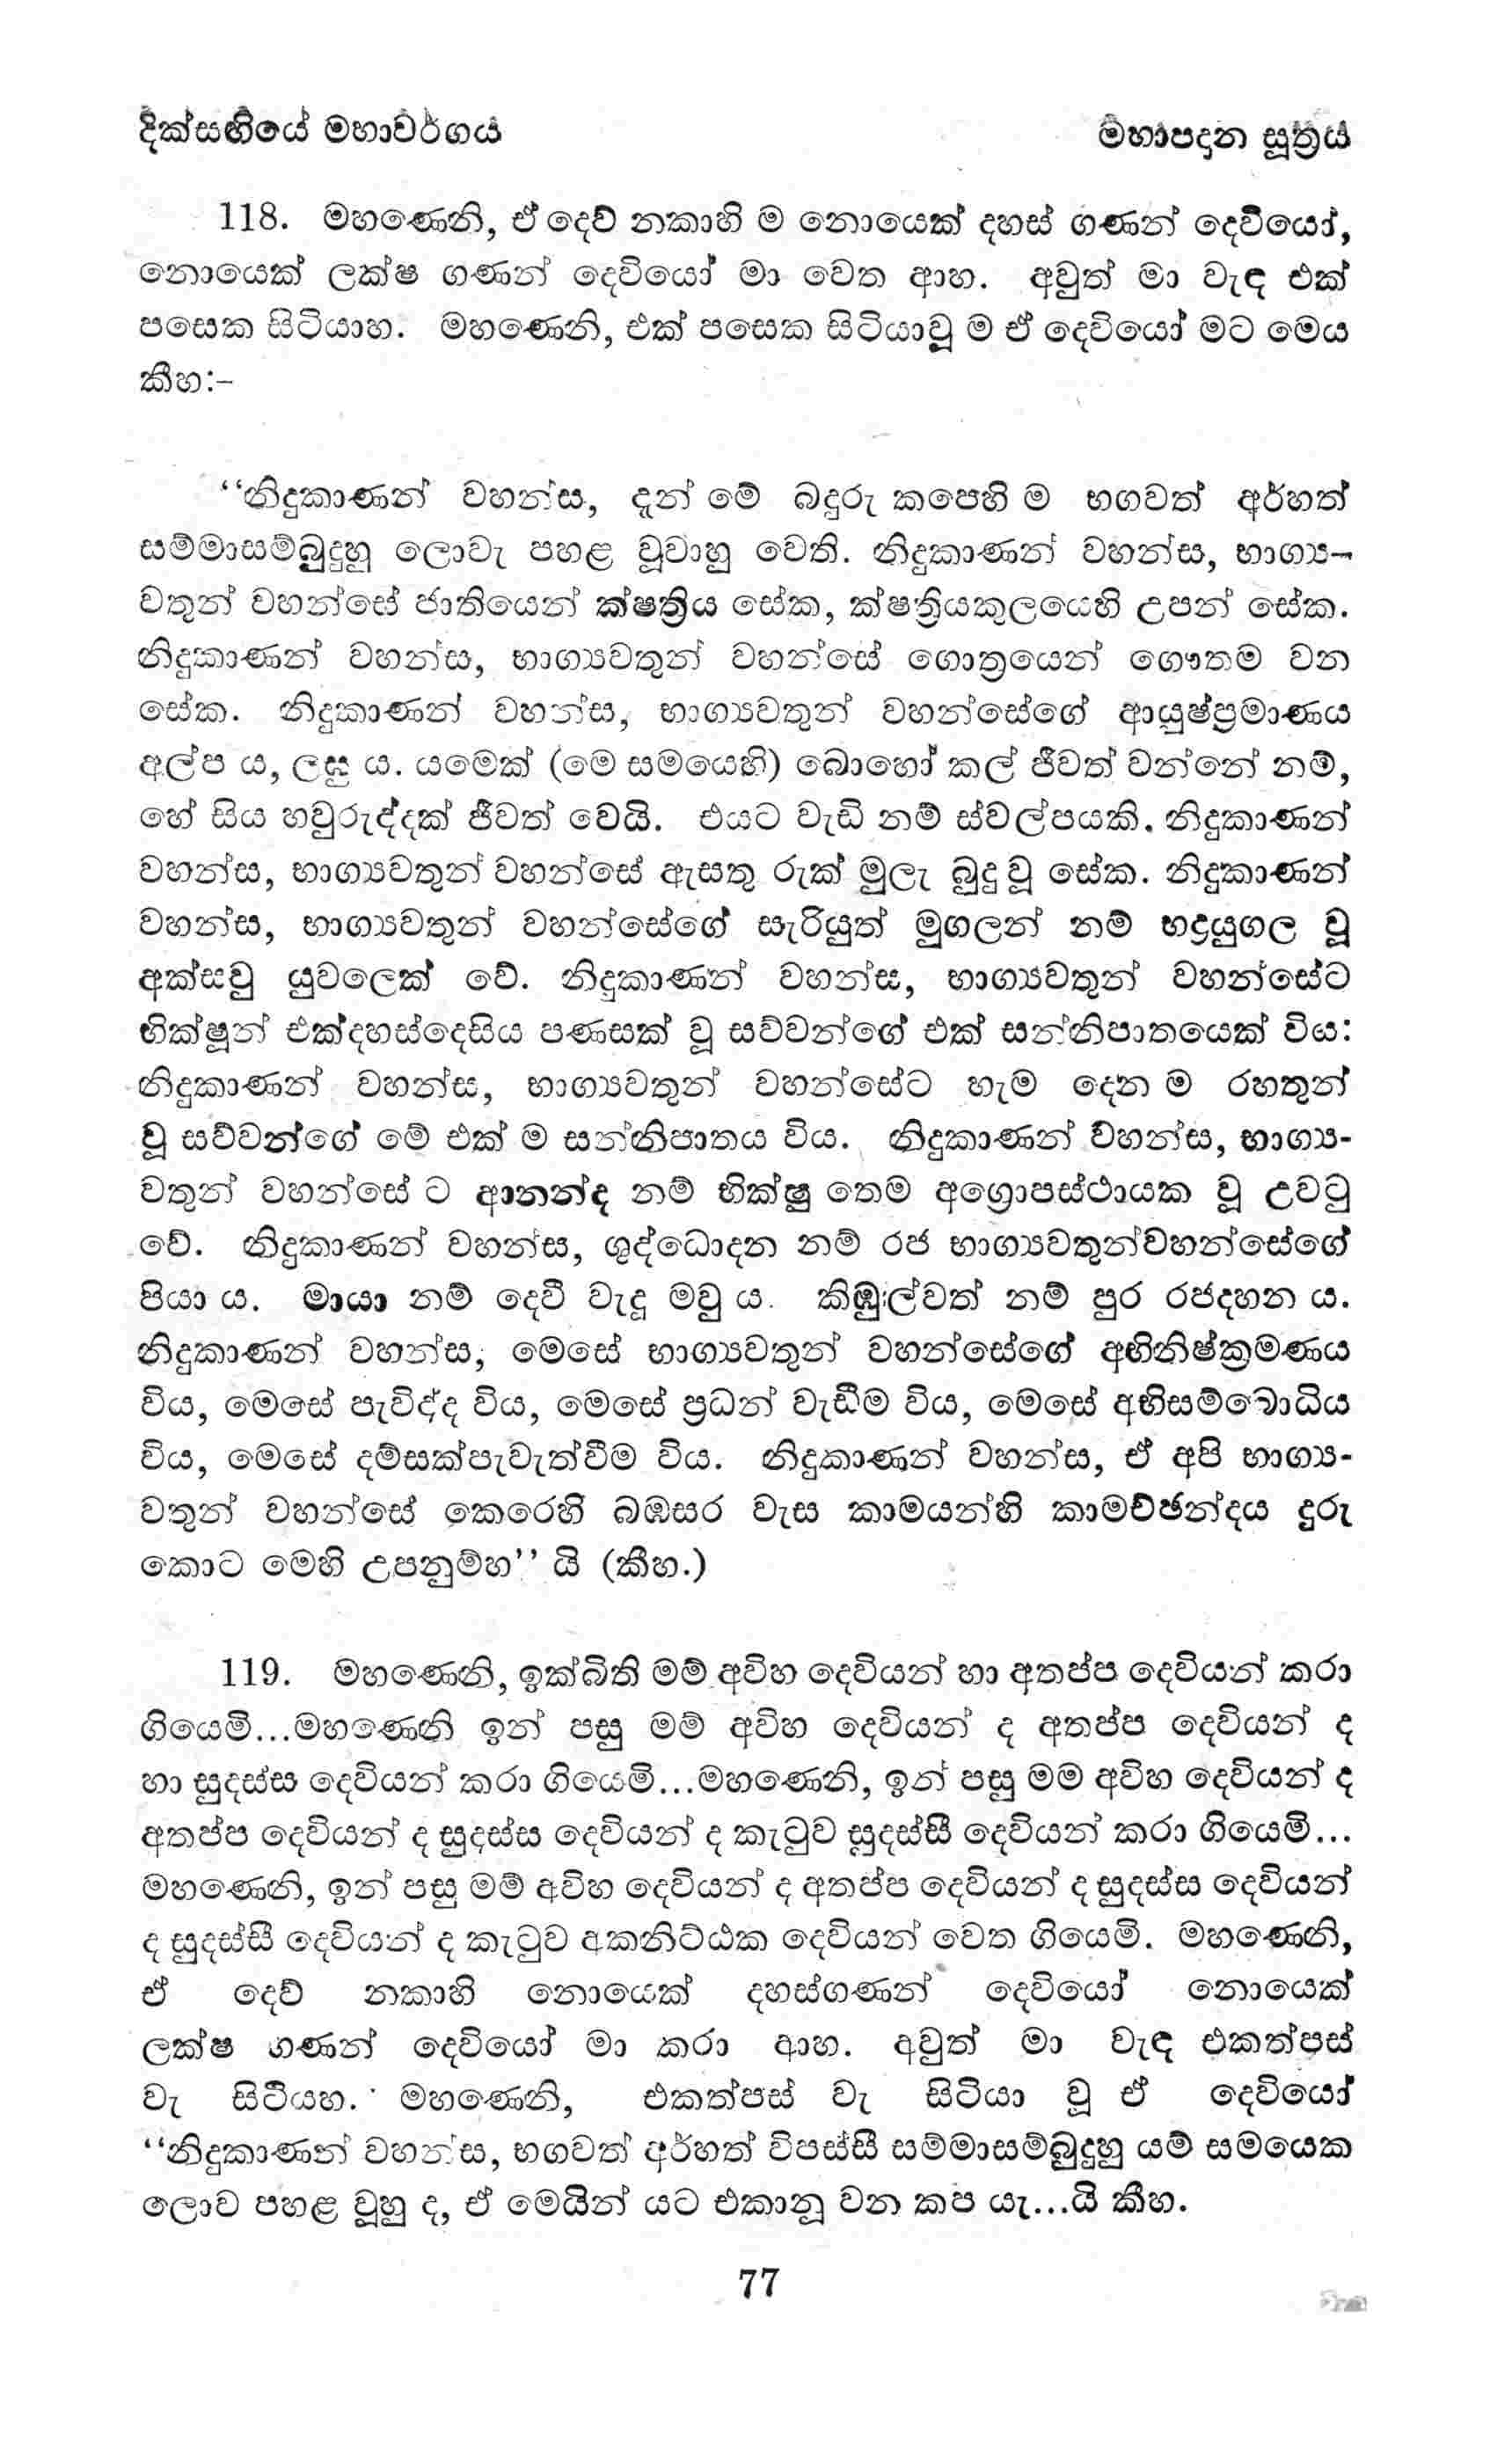 දික්සඟියේ මහාවර්ගය
මහාපදාන සූත්‍රය
118. මහණෙනි, ඒ දෙව් නකාහි ම නොයෙක් දහස් ගණන් දෙවියෝ,
නොයෙක් ලක්ෂ ගණන් දෙවියෝ මා වෙත ආහ. අවුත් මා වැඳ එක්
පසෙක සිටියාහ. මහණෙනි, එක් පසෙක සිටියාවූ ම ඒ දෙවියෝ මට මෙය
කීහ:–
“නිදුකාණන් වහන්ස, දැන් මේ බදුරු කපෙහි ම භගවත් අර්හත්
සම්මාසම්බුදුහු ලොවැ පහළ වූවාහු වෙති. නිදුකාණන් වහන්ස, භාග්‍ය-
වතුන් වහන්සේ ජාතියෙන් ක්ෂත්‍රිය සේක, ක්ෂත්‍රියකුලයෙහි උපන් සේක.
නිදුකාණන් වහන්ස, භාග්‍යවතුන් වහන්සේ ගොත්‍රයෙන් ගෞතම වන
සේක. නිදුකාණන් වහන්ස, භාග්‍යවතුන් වහන්සේගේ ආයුෂ්ප්‍රමාණය
අල්ප ය, ලඝු ය. යමෙක් (මෙ සමයෙහි) බොහෝ කල් ජීවත් වන්නේ නම්,
හේ සිය හවුරුද්දක් ජීවත් වෙයි. එයට වැඩි නම් ස්වල්පයකි. නිදුකාණන්
වහන්ස, භාග්‍යවතුන් වහන්සේ ඇසතු රුක් මුලැ බුදු වූ සේක. නිදුකාණන්
වහන්ස, භාග්‍යවතුන් වහන්සේගේ සැරියුත් මුගලන් නම් භද්‍රයුගල වූ
අක්සවු යුවලෙක් වේ. නිදුකාණන් වහන්ස, භාග්‍යවතුන් වහන්සේට
භික්ෂූන් එක්දහස්දෙසිය පණසක් වූ සව්වන්ගේ එක් සන්නිපාතයෙක් විය:
නිදුකාණන් වහන්ස, භාග්‍යවතුන් වහන්සේට හැම දෙන ම රහතුන්
වූ සව්වන්ගේ මේ එක් ම සන්නිපාතය විය. නිදුකාණන් වහන්ස, භාග්‍ය-
වතුන් වහන්සේ ට ආනන්ද නම් භික්ෂු තෙම අග්‍රොපස්ථායක වූ උවටු
වේ. නිදුකාණන් වහන්ස, ශුද්ධොදන නම් රජ භාග්‍යවතුන්වහන්සේගේ
පියා ය. මායා නම් දෙවී වැදූ මවු ය. කිඹුල්වත් නම් පුර රජදහන ය.
නිදුකාණන් වහන්ස, මෙසේ භාග්‍යවතුන් වහන්සේගේ අභිනිෂ්ක්‍රමණය
විය, මෙසේ පැවිද්ද විය, මෙසේ ප්‍රධන් වැඩීම විය, මෙසේ අභිසම්බොධිය
විය, මෙසේ දම්සක්පැවැත්වීම විය. නිදුකාණන් වහන්ස, ඒ අපි භාග්‍ය-
වතුන් වහන්සේ කෙරෙහි බඹසර වැස කාමයන්හි කාමච්ඡන්දය දුරු
කොට මෙහි උපනුම්හ” යි (කීහ.)
119. මහණෙනි, ඉක්බිති මම් අවිහ දෙවියන් හා අතප්ප දෙවියන් කරා
ගියෙමි...මහණෙනි ඉන් පසු මම් අවිහ දෙවියන් ද අතප්ප දෙවියන් ද
හා සුදස්ස දෙවියන් කරා ගියෙමි...මහණෙනි, ඉන් පසු මම අවිහ දෙවියන් ද
අතප්ප දෙවියන් ද සුදස්ස දෙවියන් ද කැටුව සුදස්සී දෙවියන් කරා ගියෙමි...
මහණෙනි, ඉන් පසු මම් අවිහ දෙවියන් ද අතප්ප දෙවියන් ද සුදස්ස දෙවියන්
ද සුදස්සී දෙවියන් ද කැටුව අකනිට්ඨක දෙවියන් වෙත ගියෙමි. මහණෙනි,
ඒ දෙව් නකාහි නොයෙක් දහස්ගණන් දෙවියෝ නොයෙක්
ලක්ෂ ගණන් දෙවියෝ මා කරා ආහ. අවුත් මා වැඳ එකත්පස්
වැ සිටියහ. මහණෙනි, එකත්පස් වැ සිටියා වූ ඒ දෙවියෝ
“නිදුකාණන් වහන්ස, භගවත් අර්හත් විපස්සී සම්මාසම්බුදුහු යම් සමයෙක
ලොව පහළ වූහු ද, ඒ මෙයින් යට එකානූ වන කප යැ...යි කීහ.
77